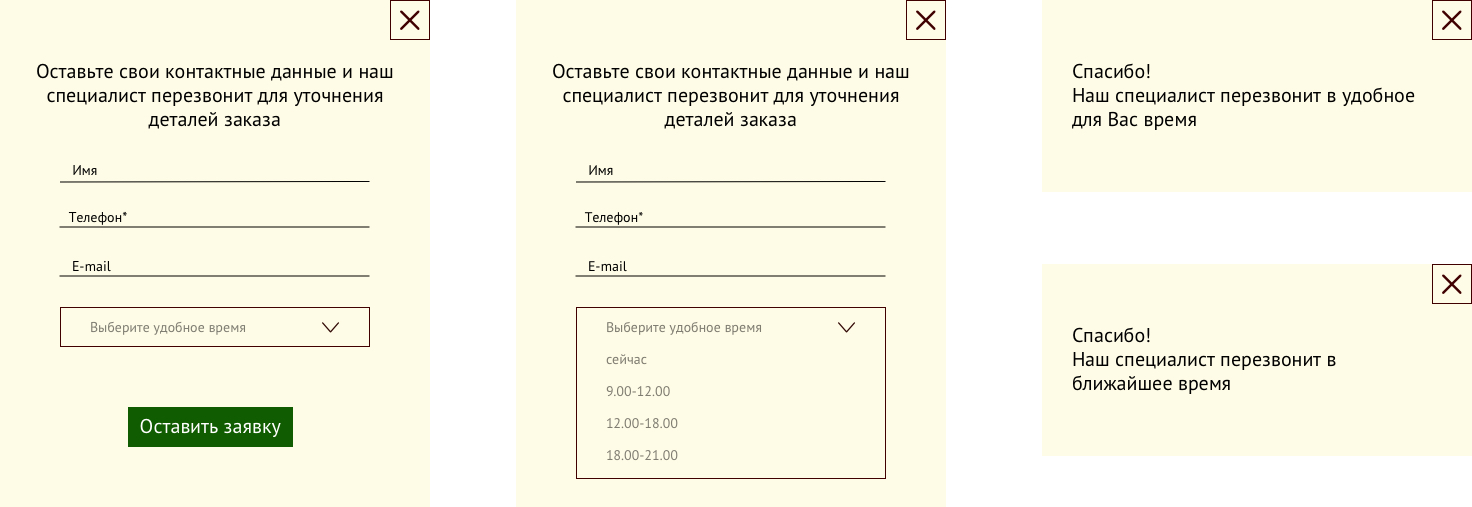 Оставьте свои контактные данные и наш
специалист перезвонит для уточнения
деталей заказа
Имя
Телефон*
E-mail
Выберите удобное время
Оставить заявку
Оставьте свои контактные данные и наш
специалист перезвонит для уточнения
деталей заказа
Имя
Телефон*
E-mail
Выберите удобное время
сейчас
9.00-12.00
12.00-18.00
18.00-21.00
Спасибо!
Наш специалист перезвонит в удобное
для Вас время
Спасибо!
Наш специалист перезвонит в
ближайшее время